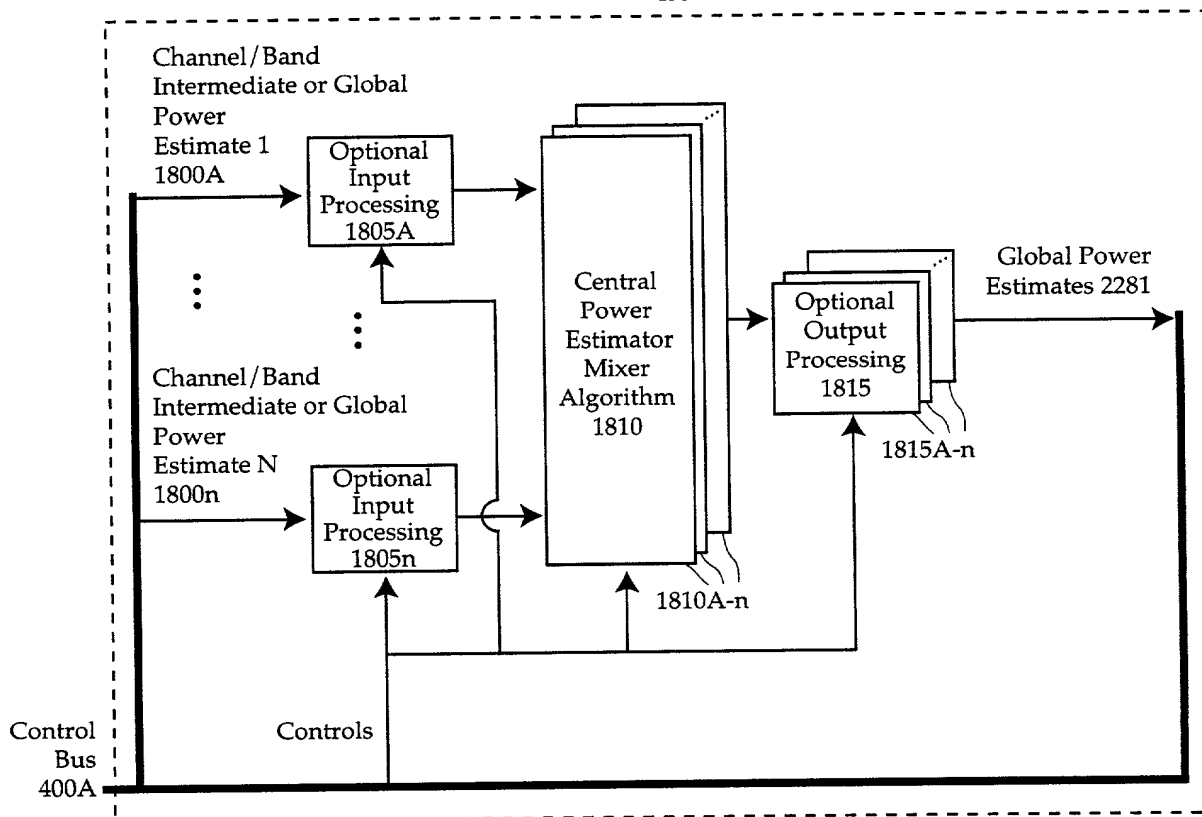 Channel/Band
Intermediate or Global
Power
Estimate 1
1800A
Optional
Input
Processing
1805A
Channel/Band
Intermediate or Global
Power
Estimate N
1800n
Optional
Input
Processing
1805n
Central
Power
Estimator
Mixer
Algorithm
1810
1810A-n
Optional
Output
Processing
1815
1815A-n
Global Power
Estimates 2281
Controls
Control
Bus
400A